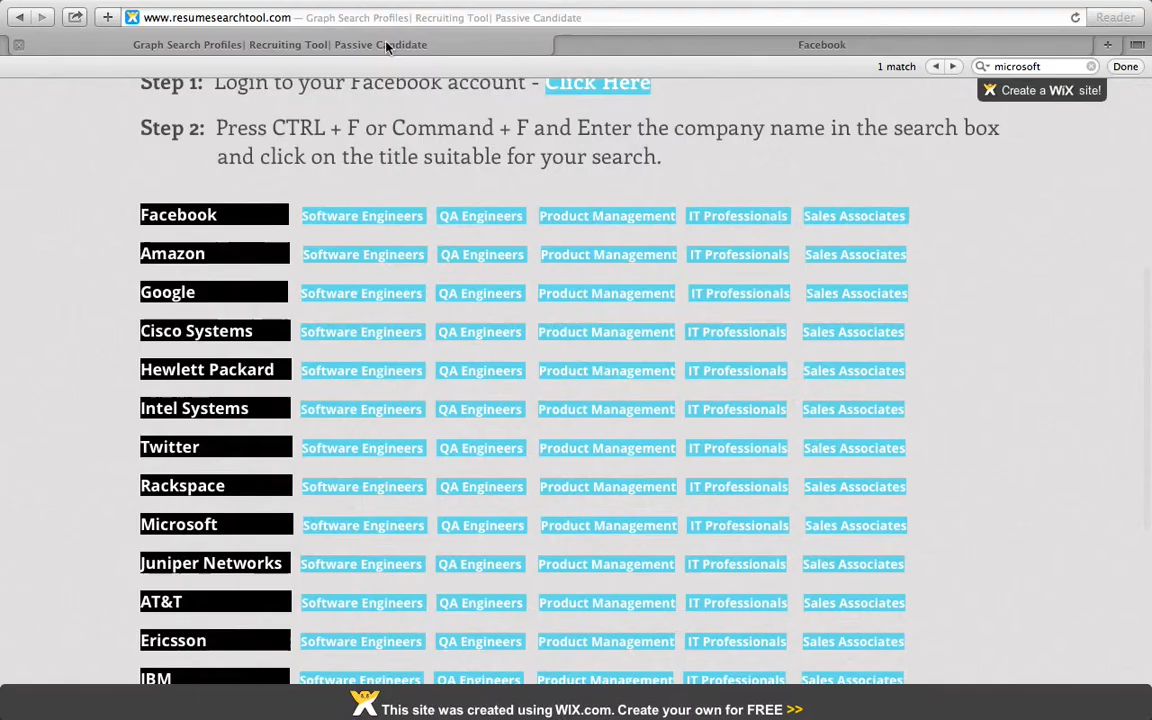 www.resumesearchtool.com — Graph Search Profiles| Recruiting Tool| Passive Candidate
Reader
Graph Search Profiles| Recruiting Tool| Passive Candidate
Facebook
1 match
microsoft
Done
Create a WiX site!
Step 1: Login to your Facebook account - Click Here
Step 2: Press CTRL + F or Command + F and Enter the company name in the search box
and click on the title suitable for your search.
Facebook Software Engineers QA Engineers Product Management IT Professionals Sales Associates
Amazon Software Engineers QA Engineers Product Management IT Professionals Sales Associates
Google Software Engineers QA Engineers Product Management IT Professionals Sales Associates
Cisco Systems Software Engineers QA Engineers Product Management IT Professionals Sales Associates
Hewlett Packard Software Engineers QA Engineers Product Management IT Professionals Sales Associates
Intel Systems Software Engineers QA Engineers Product Management IT Professionals Sales Associates
Twitter Software Engineers QA Engineers Product Management IT Professionals Sales Associates
Rackspace Software Engineers QA Engineers Product Management IT Professionals Sales Associates
Microsoft Software Engineers QA Engineers Product Management IT Professionals Sales Associates
Juniper Networks Software Engineers QA Engineers Product Management IT Professionals Sales Associates
AT&T Software Engineers QA Engineers Product Management IT Professionals Sales Associates
Ericsson Software Engineers QA Engineers Product Management IT Professionals Sales Associates
IBM Software Engineers QA Engineers Product Management IT Professionals Sales Associates
This site was created using WIX.com. Create your own for FREE >>